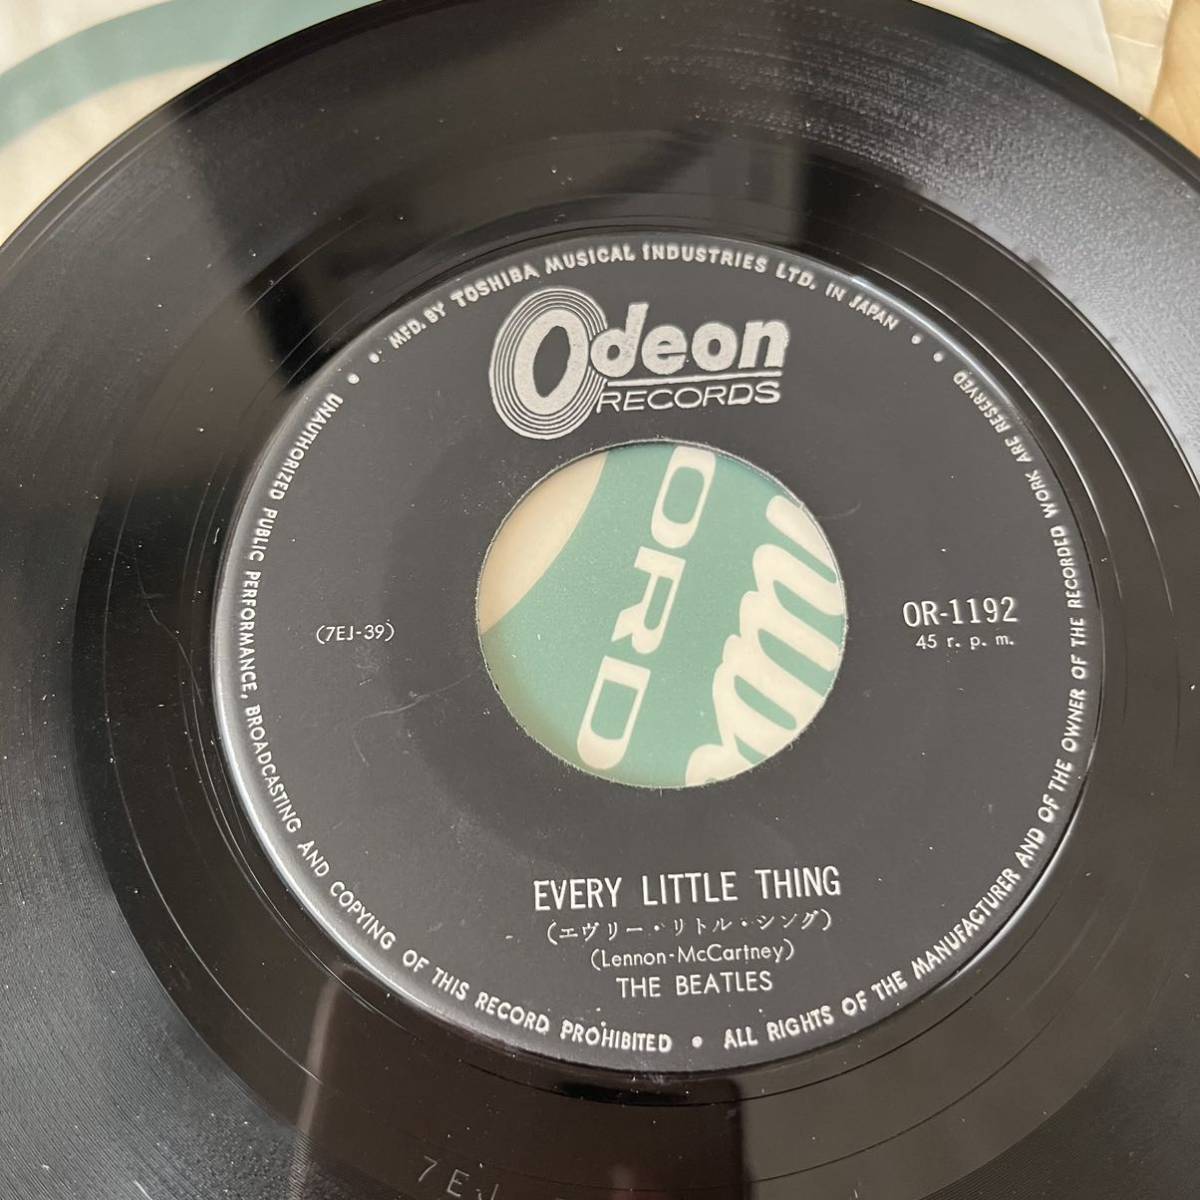 MFD. BY TOSHIBA MUSICAL INDUSTRIES LTD. IN JAPAN
Odeon
RECORDS
ORD
(7EJ-39)
OR-1192
45 r. p. m.
EVERY LITTLE THING
(エヴリー・リトル・シング)
(Lennon-McCartney)
THE BEATLES
UNAUTHORIZED PUBLIC PERFORMANCE, BROADCASTING AND COPYING OF THIS RECORD PROHIBITED • ALL RIGHTS OF THE MANUFACTURER AND OF THE OWNER OF THE RECORDED WORK ARE RESERVED
7EJ